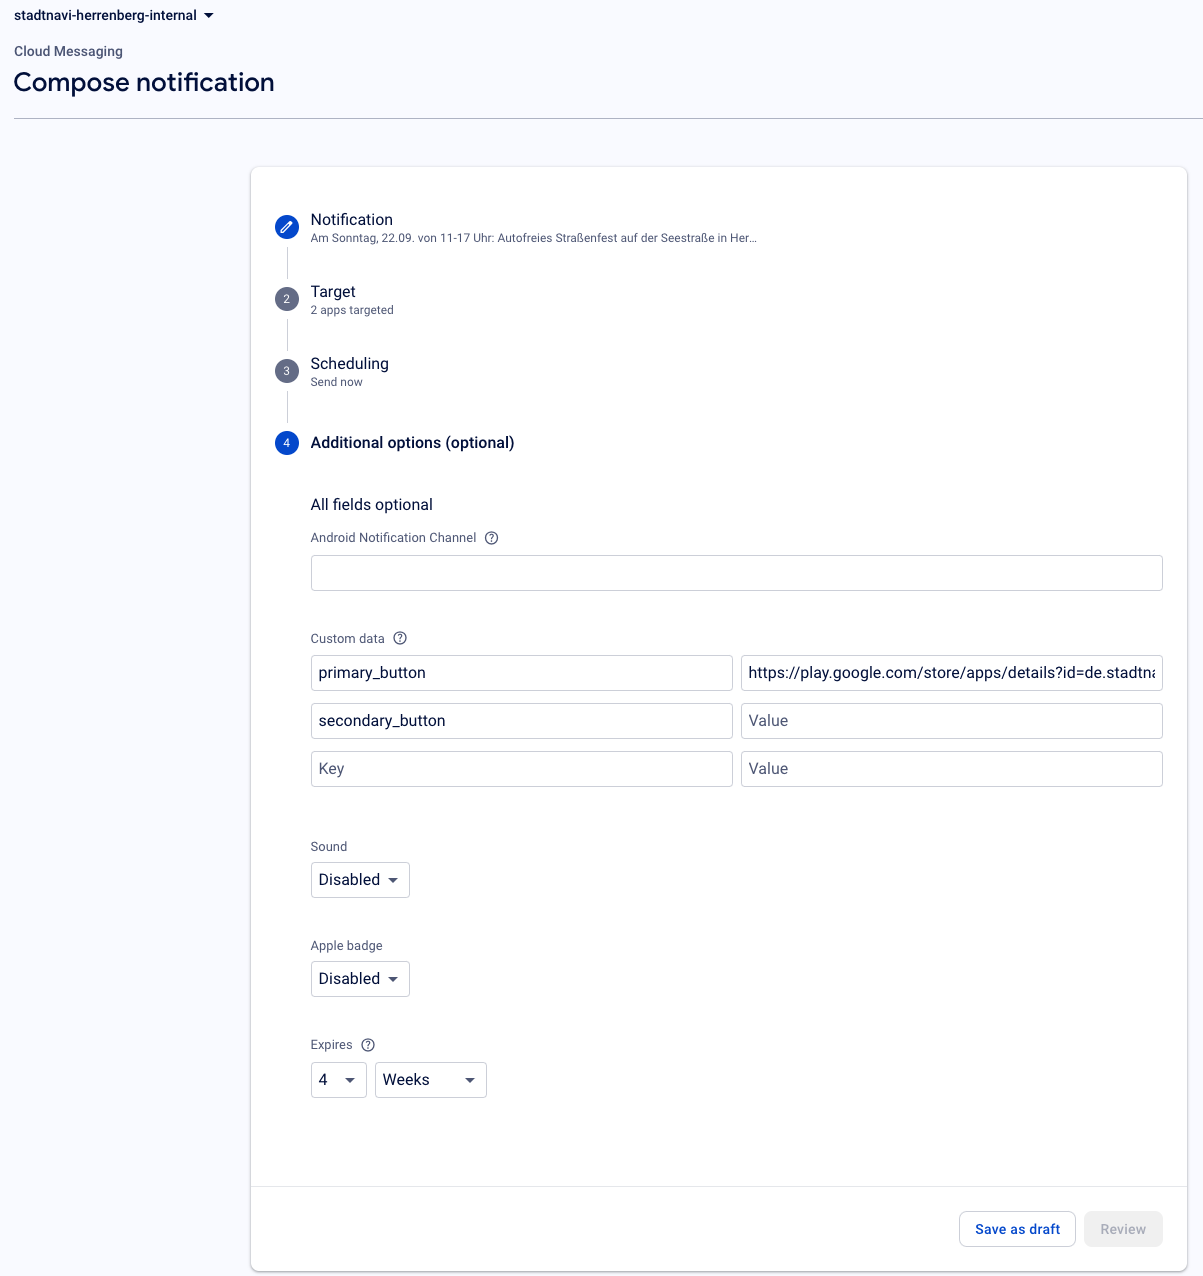 stadtnavi-herrenberg-internal
Cloud Messaging
Compose notification
Notification
Am Sonntag, 22.09. von 11-17 Uhr: Autofreies Straßenfest auf der Seestraße in Her...
2
Target
2 apps targeted
3
Scheduling
Send now
4
Additional options (optional)
All fields optional
Android Notification Channel ?
Custom data ?
primary_button https://play.google.com/store/apps/details?id=de.stadtna
secondary_button Value
Key Value
Sound
Disabled
Apple badge
Disabled
Expires ?
4 Weeks
Save as draft Review